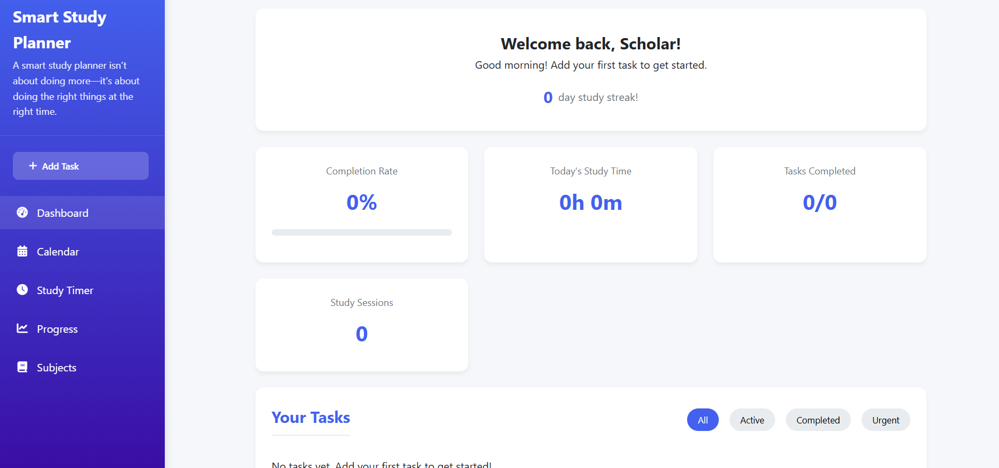 Smart Study
Planner
A smart study planner isn’t
about doing more—it’s about
doing the right things at the
right time.
+ Add Task
Dashboard
Calendar
Study Timer
Progress
Subjects
Welcome back, Scholar!
Good morning! Add your first task to get started.
0 day study streak!
Completion Rate
0%
Today's Study Time
0h 0m
Tasks Completed
0/0
Study Sessions
0
Your Tasks
All
Active
Completed
Urgent
No tasks yet. Add your first task to get started!